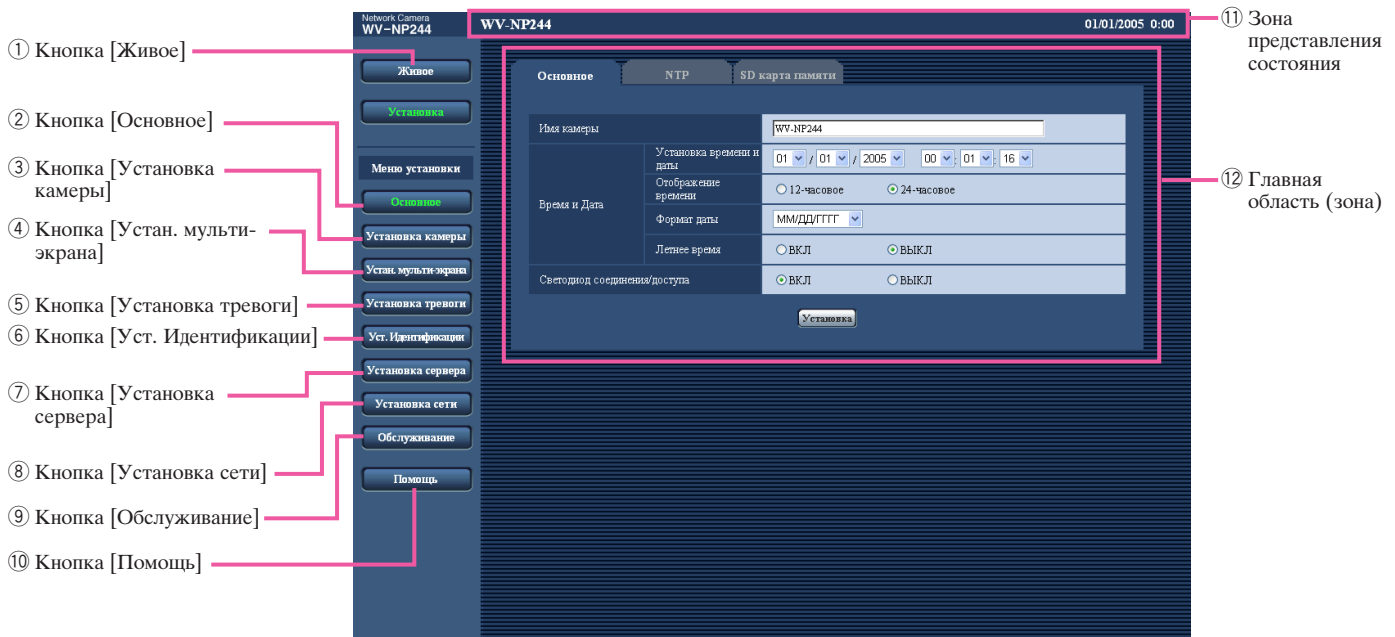 ① Кнопка [Живое]
② Кнопка [Основное]
③ Кнопка [Установка
камеры]
④ Кнопка [Устан. мульти-
экрана]
⑤ Кнопка [Установка тревоги]
⑥ Кнопка [Уст. Идентификации]
⑦ Кнопка [Установка
сервера]
⑧ Кнопка [Установка сети]
⑨ Кнопка [Обслуживание]
⑩ Кнопка [Помощь]
Network Camera
WV-NP244
Живое
Установка
Меню установки
Основное
Установка камеры
Устан. мульти-экрана
Установка тревоги
Уст. Идентификации
Установка сервера
Установка сети
Обслуживание
Помощь
WV-NP244 01/01/2005 0:00
Основное NTP SD карта памяти
Имя камеры WV-NP244
Время и Дата
Установка времени и
даты
01 / 01 / 2005 00 : 01 : 16
Отображение
времени
12-часовое 24-часовое
Формат даты ММ/ДД/ГГГГ
Летнее время ВКЛ ВЫКЛ
Светодиод соединения/доступа ВКЛ ВЫКЛ
Установка
⑪ Зона
представления
состояния
⑫ Главная
область (зона)